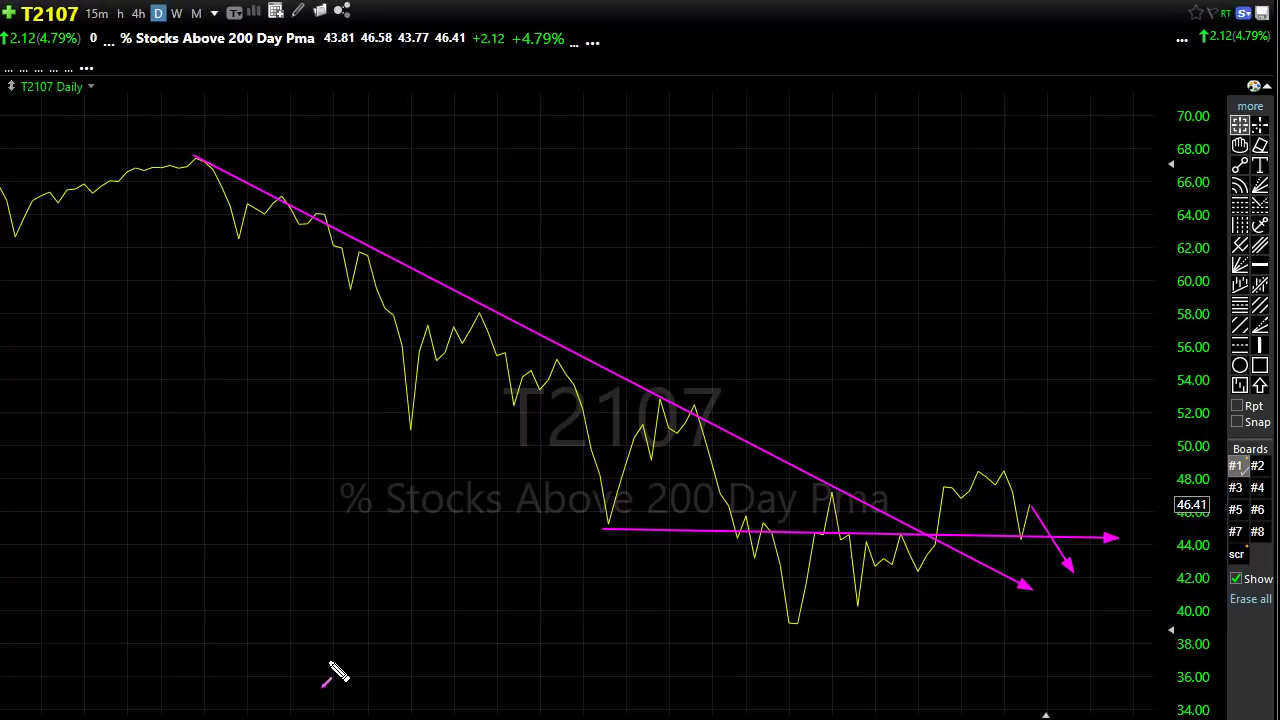 T2107 15m h 4h D W M T RT S
2.12(4.79%) 0 ... % Stocks Above 200 Day Pma 43.81 46.58 43.77 46.41 +2.12 +4.79% ... ... ... 2.12(4.79%)
... ... ... ... ... ...
T2107 Daily
more
T
70.00
68.00
66.00
64.00
62.00
60.00
58.00
56.00
54.00
52.00
50.00
48.00
46.41
46.00
44.00
42.00
40.00
38.00
36.00
34.00
T2107
% Stocks Above 200 Day Pma
Rpt
Snap
Boards
#1 #2
#3 #4
#5 #6
#7 #8
scr
Show
Erase all